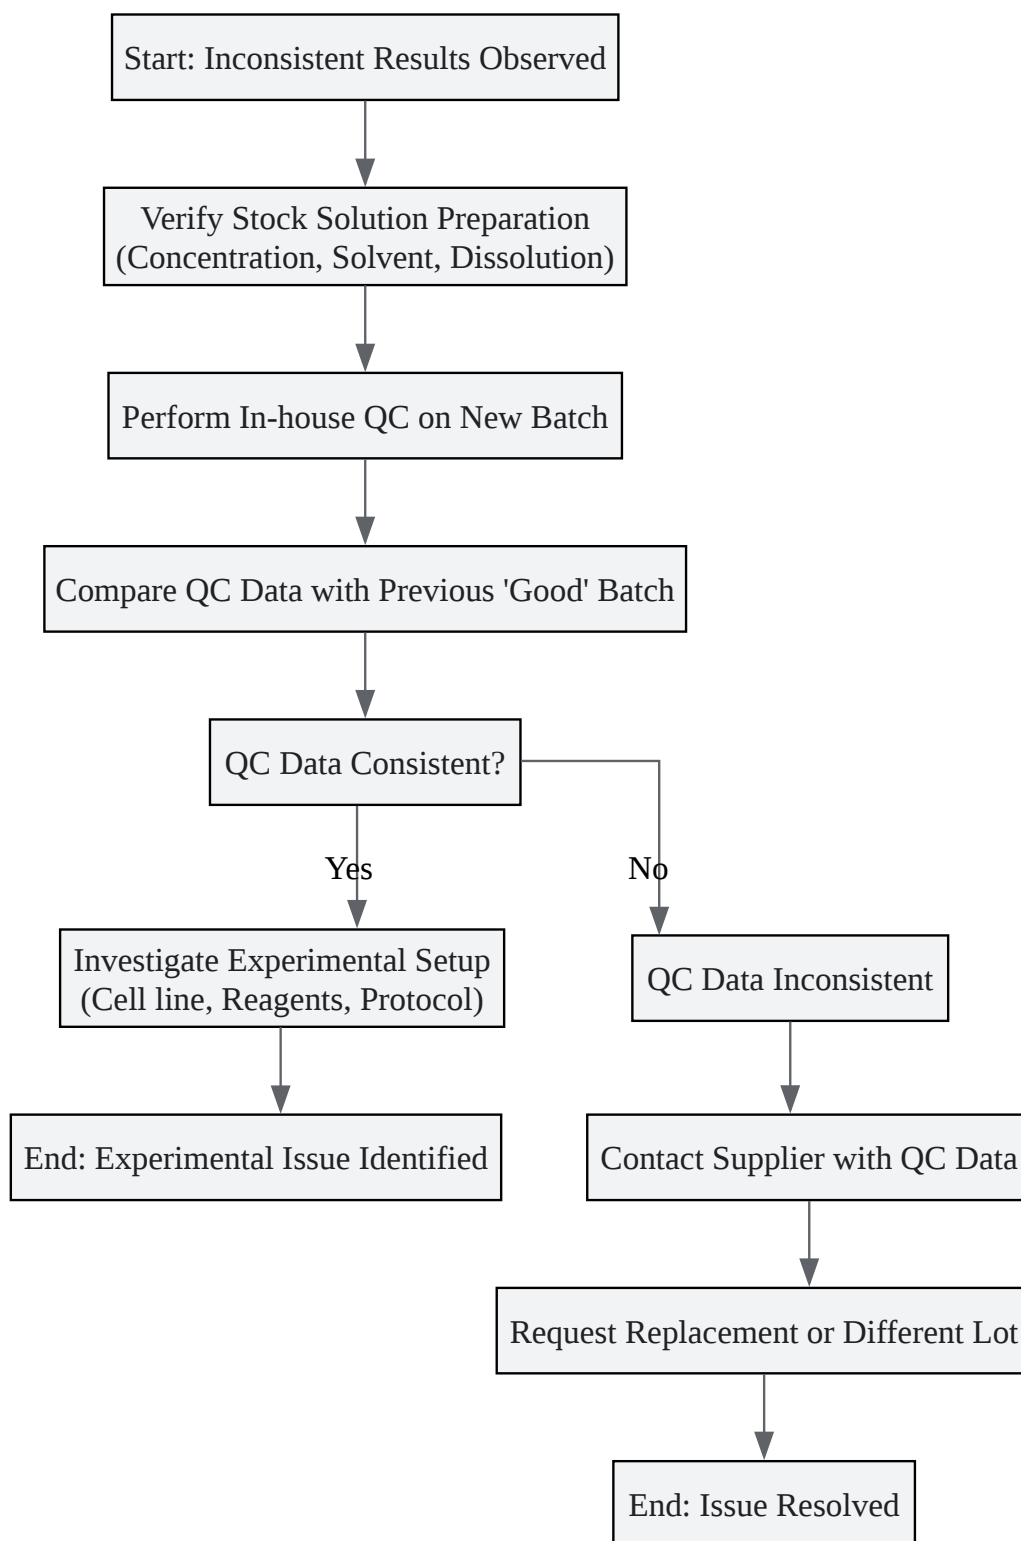 Start: Inconsistent Results Observed
Verify Stock Solution Preparation
(Concentration, Solvent, Dissolution)
Perform In-house QC on New Batch
Compare QC Data with Previous 'Good' Batch
QC Data Consistent?
Yes
No
Investigate Experimental Setup
(Cell line, Reagents, Protocol)
QC Data Inconsistent
End: Experimental Issue Identified
Contact Supplier with QC Data
Request Replacement or Different Lot
End: Issue Resolved